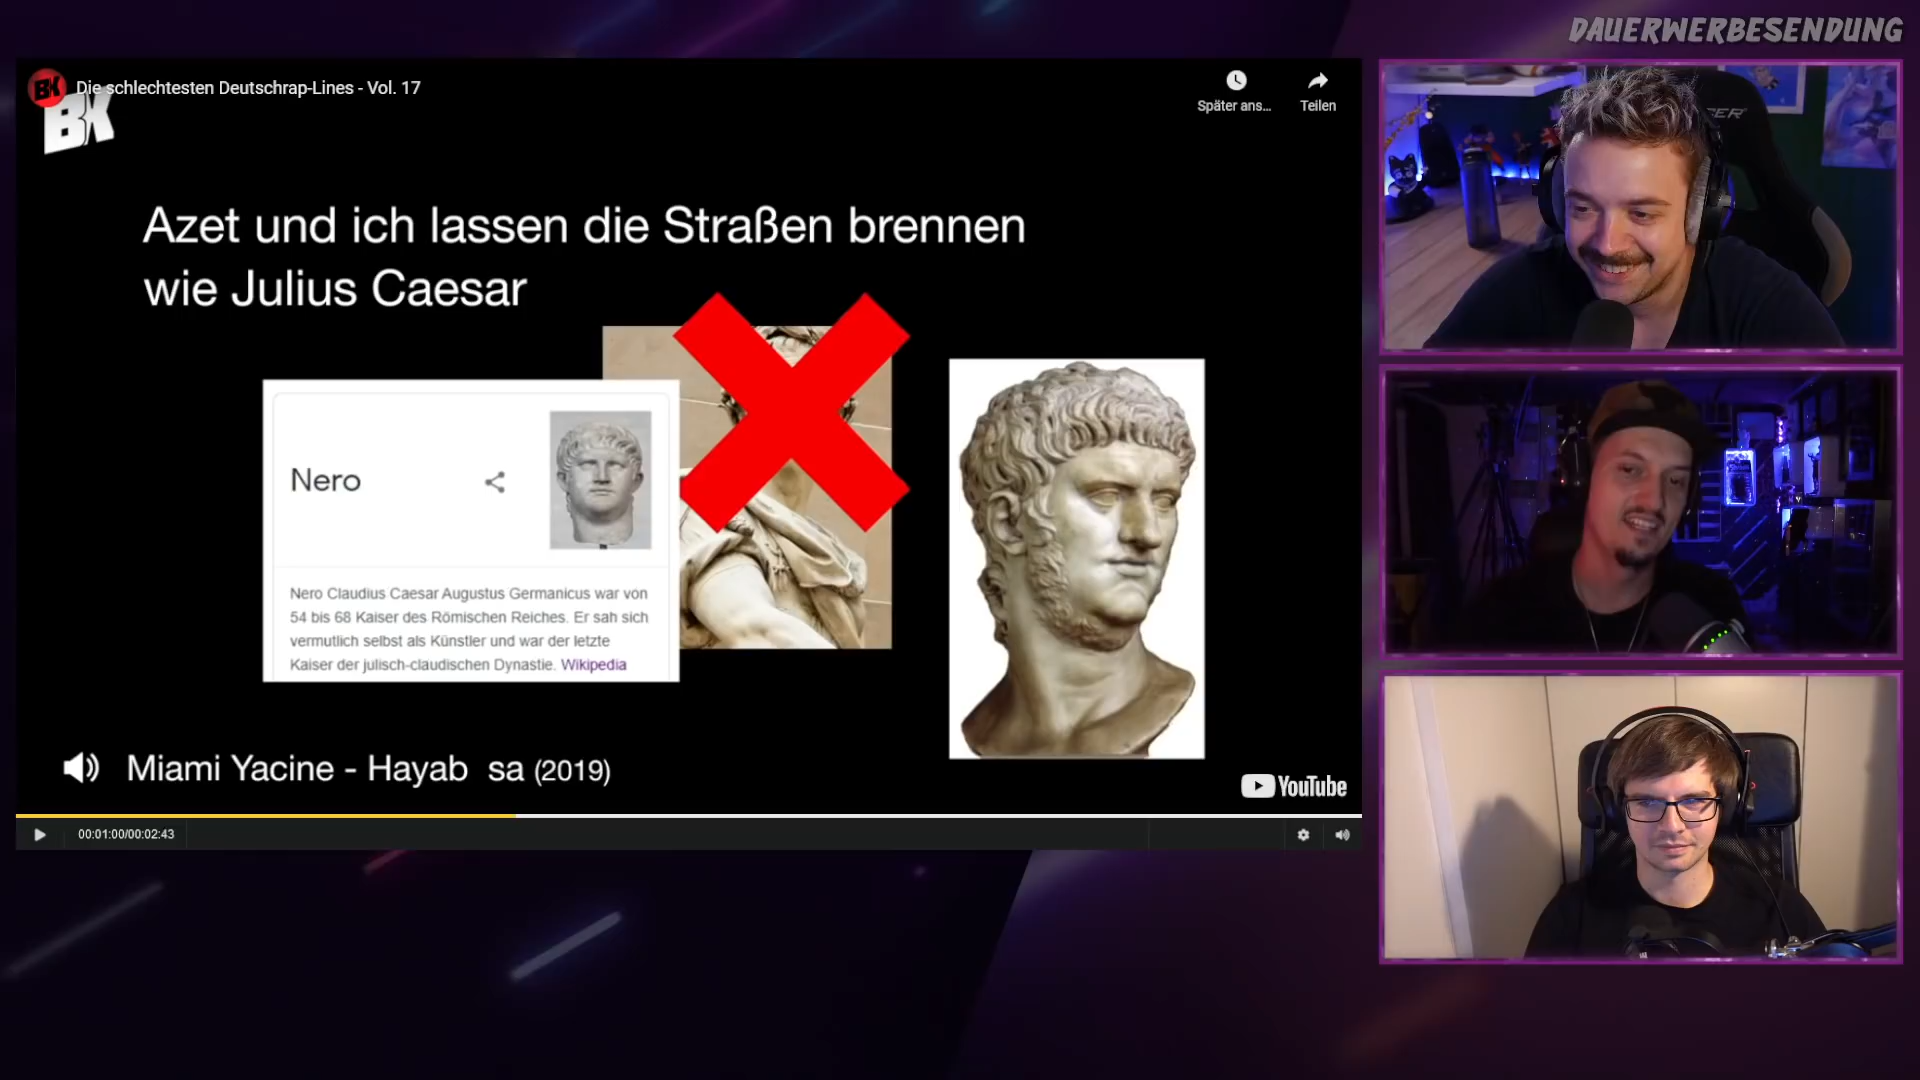 DAUERWERBESENDUNG
BK
Die schlechtesten Deutschrap-Lines - Vol. 17
Später ans...
Teilen
BK
Azet und ich lassen die Straßen brennen
wie Julius Caesar
Nero
Nero Claudius Caesar Augustus Germanicus war von
54 bis 68 Kaiser des Römischen Reiches. Er sah sich
vermutlich selbst als Künstler und war der letzte
Kaiser der julisch-claudischen Dynastie. Wikipedia
Miami Yacine - Hayab sa (2019)
YouTube
00:01:00/00:02:43